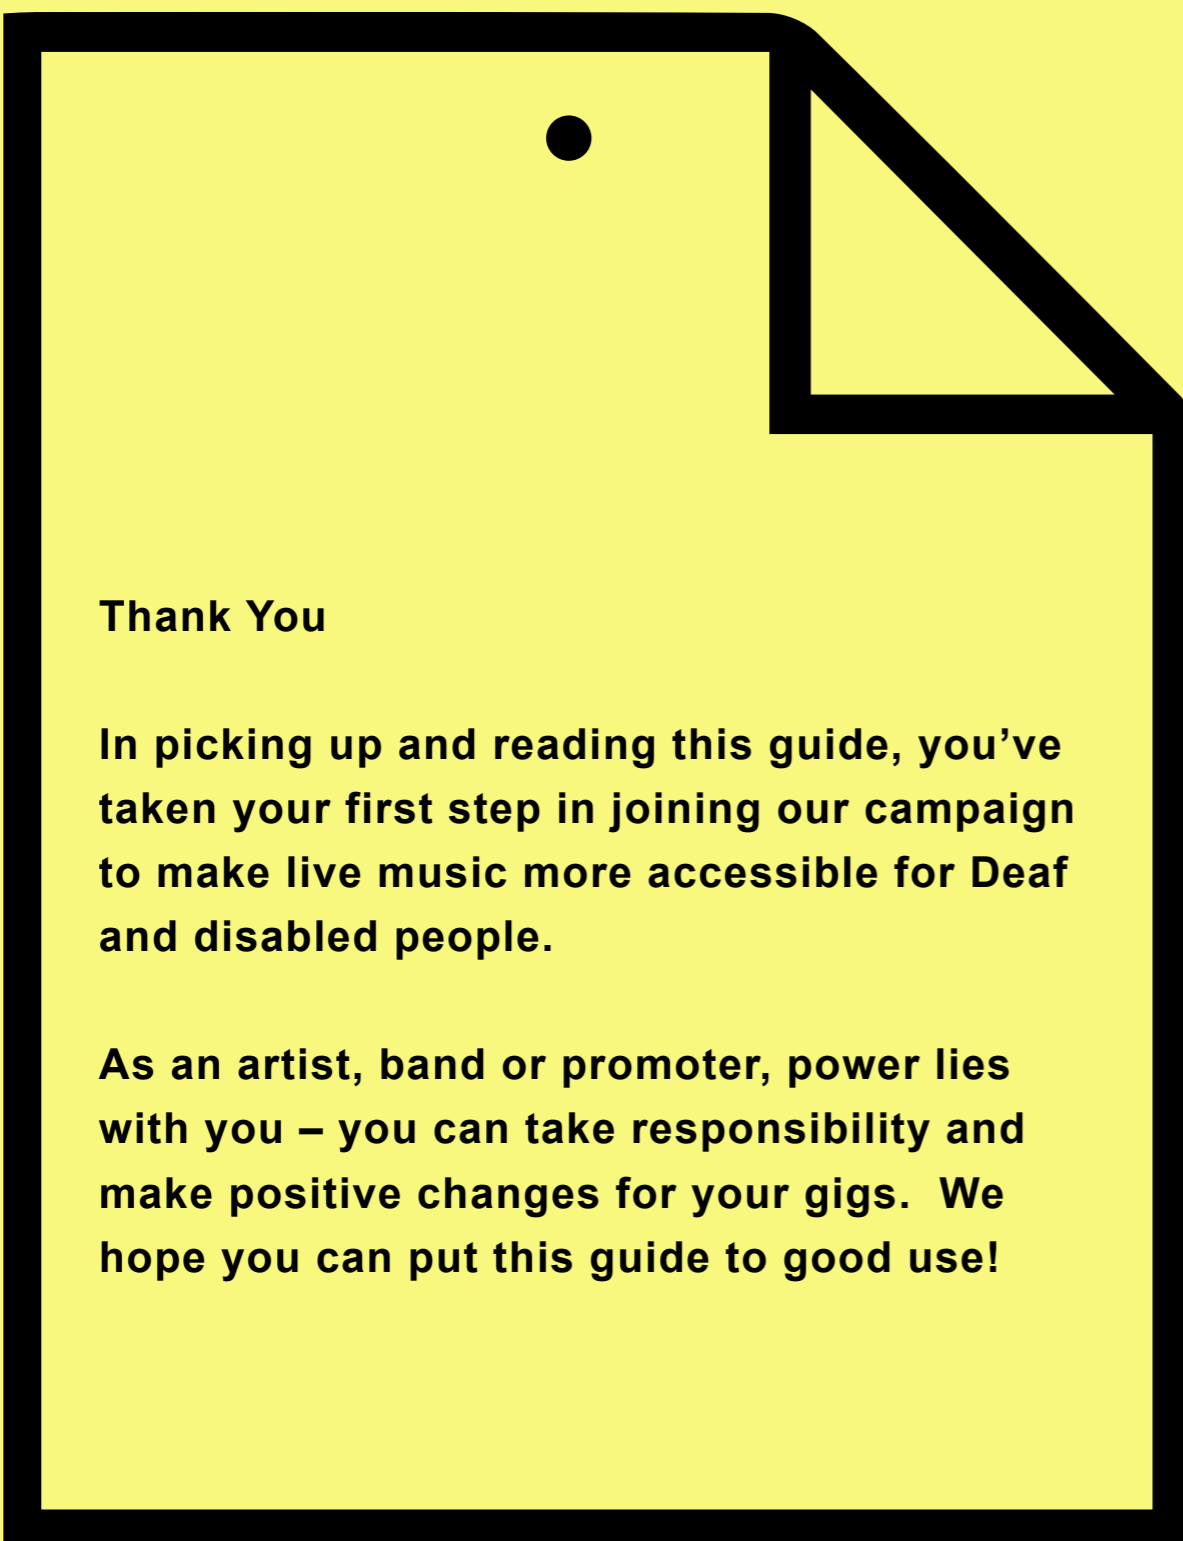 Thank You
In picking up and reading this guide, you’ve
taken your first step in joining our campaign
to make live music more accessible for Deaf
and disabled people.
As an artist, band or promoter, power lies
with you – you can take responsibility and
make positive changes for your gigs.  We
hope you can put this guide to good use!